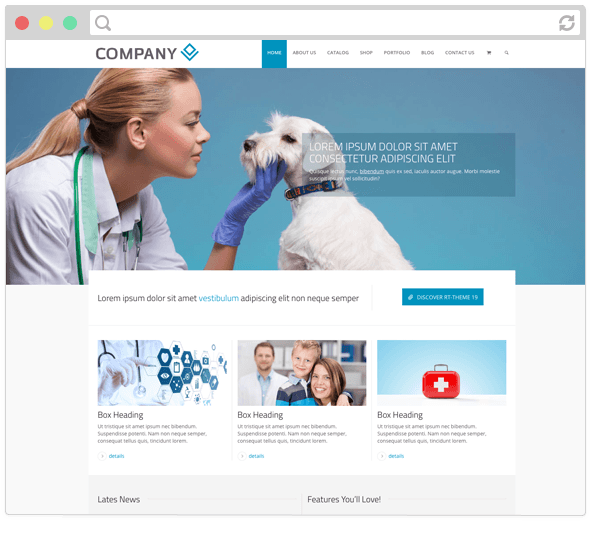 COMPANY
HOME ABOUT US CATALOG SHOP PORTFOLIO BLOG CONTACT US
LOREM IPSUM DOLOR SIT AMET
CONSECTETUR ADIPISCING ELIT
Quisque lectus nunc, bibendum quis ex sed, iaculis auctor augue. Morbi molestie
suscipit ipsum vel sollicitudin?
Lorem ipsum dolor sit amet vestibulum adipiscing elit non neque semper
DISCOVER RT-THEME 19
Box Heading
Ut tristique sit amet ipsum nec bibendum.
Suspendisse potenti. Nam non neque semper,
consequat tellus quis, tincidunt lorem.
details
Box Heading
Ut tristique sit amet ipsum nec bibendum.
Suspendisse potenti. Nam non neque semper,
consequat tellus quis, tincidunt lorem.
details
Box Heading
Ut tristique sit amet ipsum nec bibendum.
Suspendisse potenti. Nam non neque semper,
consequat tellus quis, tincidunt lorem.
details
Lates News
Features You'll Love!